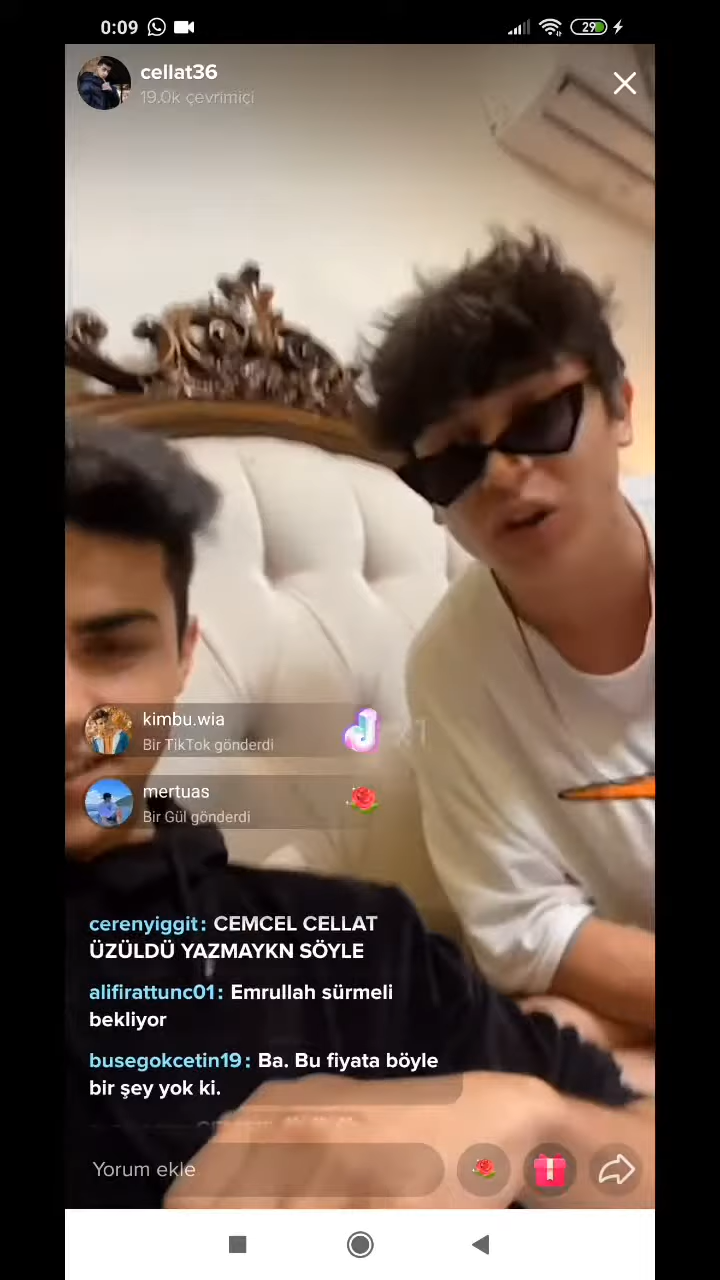 0:09
29
cellat36
19.0k çevrimiçi
kimbu.wia
Bir TikTok gönderdi
mertuas
Bir Gül gönderdi
cerenyiggit: CEMCEL CELLAT
ÜZÜLDÜ YAZMAYKN SÖYLE
alifirattunc01: Emrullah sürmeli
bekliyor
busegokcetin19: Ba. Bu fiyata böyle
bir şey yok ki.
Yorum ekle